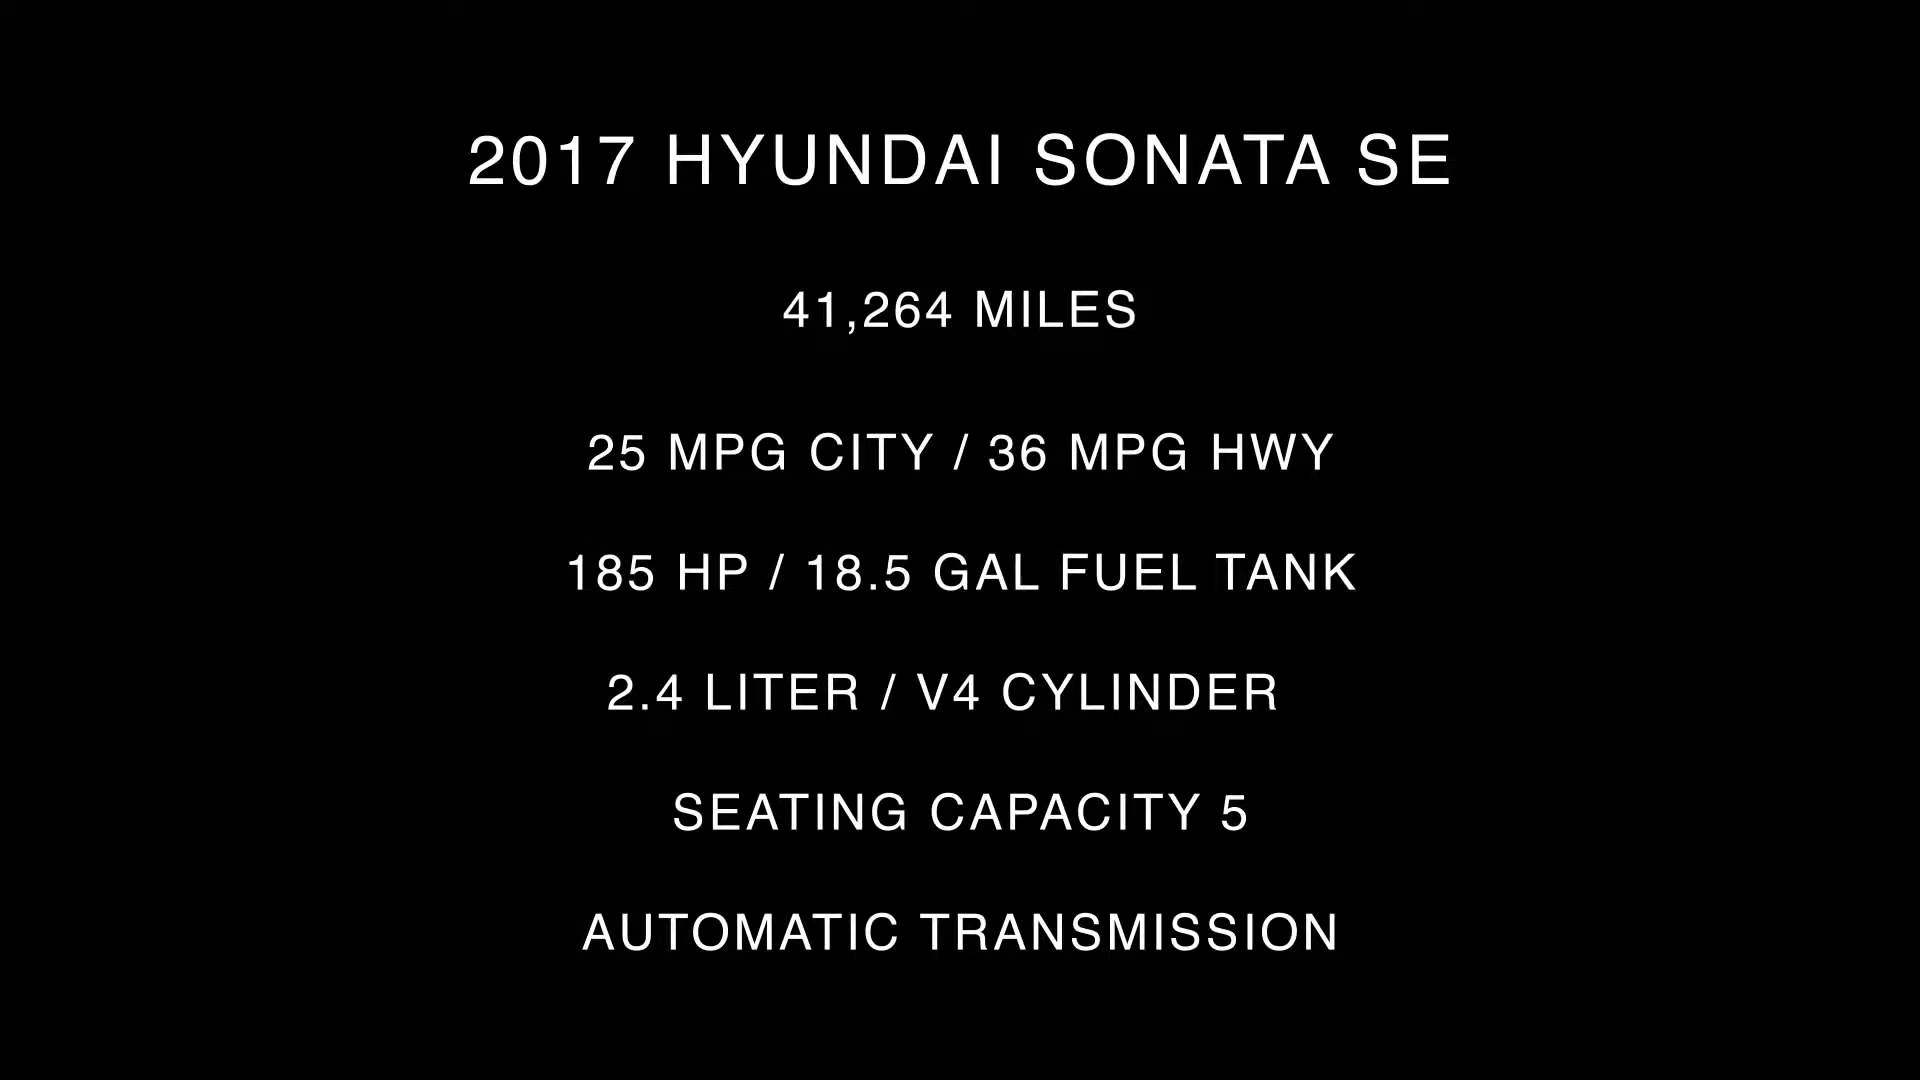 2017 HYUNDAI SONATA SE
41,264 MILES
25 MPG CITY / 36 MPG HWY
185 HP / 18.5 GAL FUEL TANK
2.4 LITER / V4 CYLINDER
SEATING CAPACITY 5
AUTOMATIC TRANSMISSION